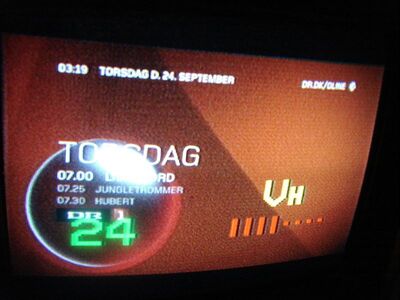 03:19 TORSDAG D. 24. SEPTEMBER
DR.DK/OLINE
TORSDAG
07.00
07.25 JUNGLETROMMER
07.30 HUBERT
DR 1
24
VH